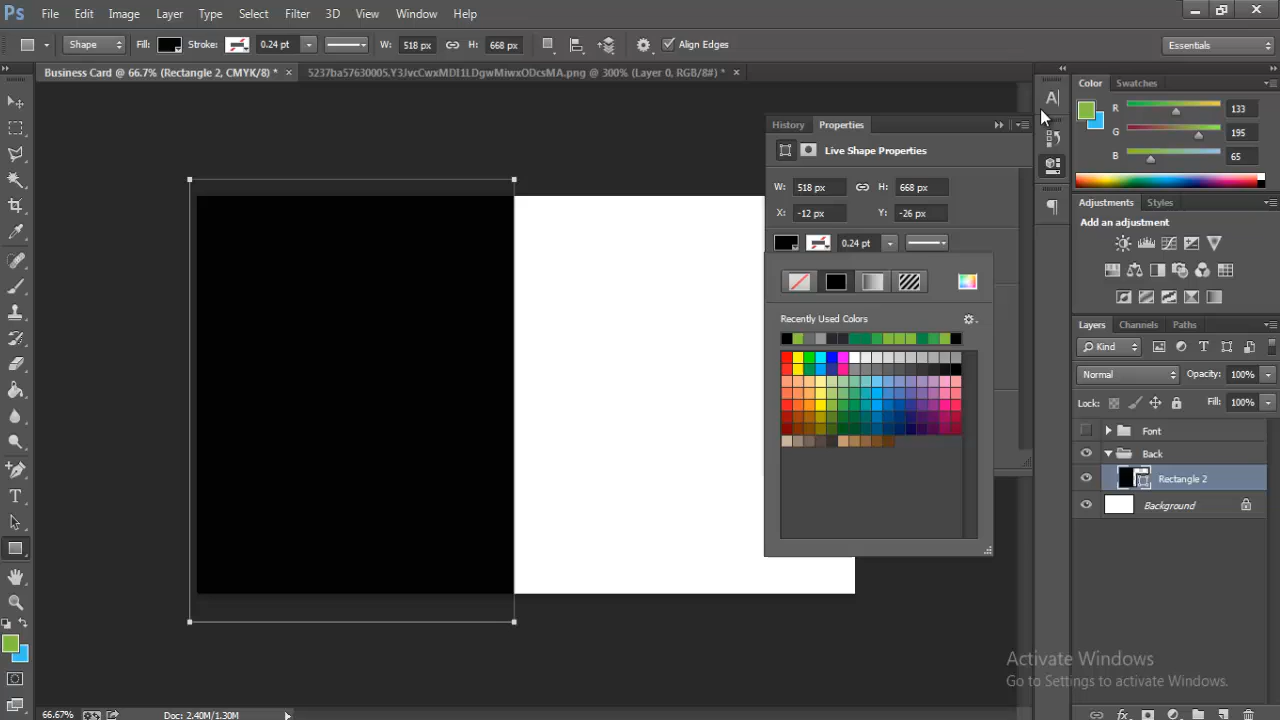 Ps File Edit Image Layer Type Select Filter 3D View Window Help
Shape Fill: Stroke: 0.24 pt W: 518 px H: 668 px Align Edges Essentials
Business Card @ 66.7% (Rectangle 2, CMYK/8) * × × 
History Properties
Live Shape Properties
W: 518 px H: 668 px
X: -12 px Y: -26 px
0.24 pt
Recently Used Colors
Color Swatches
R 133
G 195
B 65
Adjustments Styles
Add an adjustment
Layers Channels Paths
Kind
Normal Opacity: 100%
Lock: Fill: 100%
Font
Back
Rectangle 2
Background
Activate Windows
Go to Settings to activate Windows.
66.67% Doc: 2.40M/1.30M